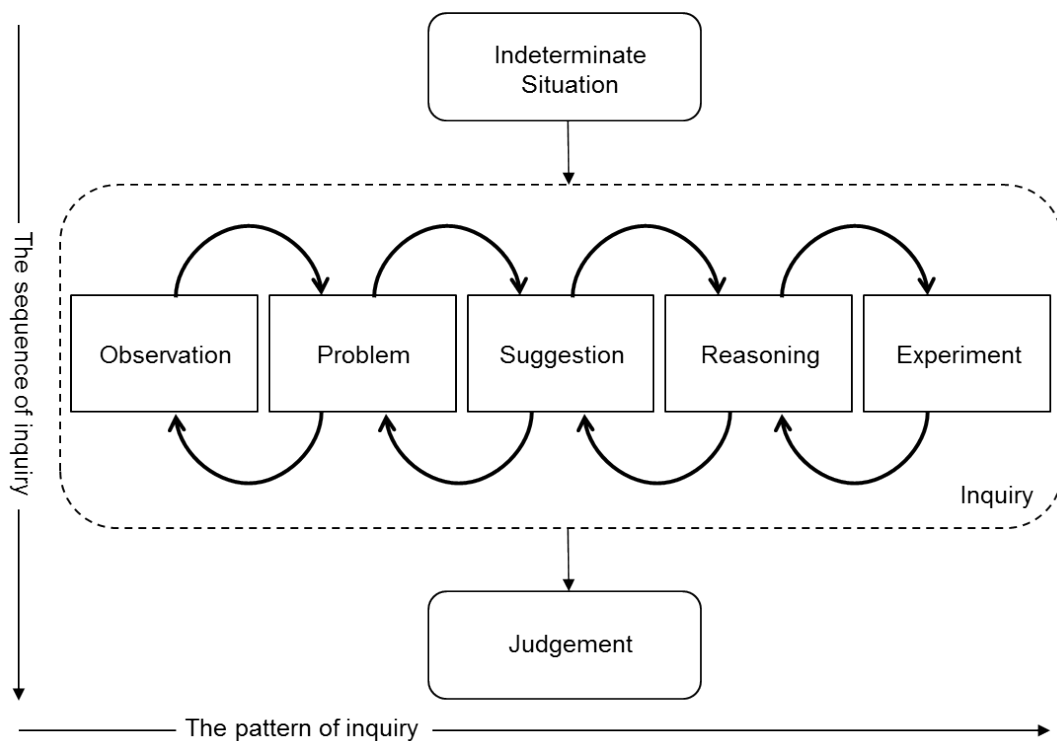 Indeterminate
Situation
The sequence of inquiry
Observation
Problem
Suggestion
Reasoning
Experiment
Inquiry
Judgement
The pattern of inquiry